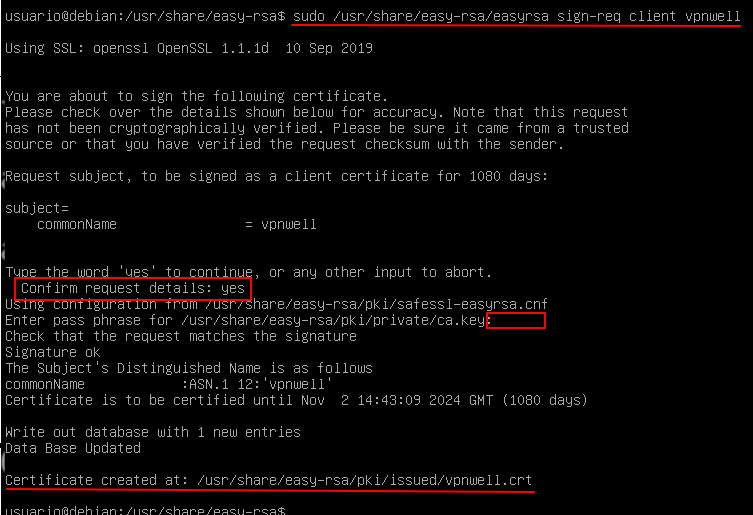 usuario@debian:/usr/share/easy-rsa$ sudo /usr/share/easy-rsa/easyrsa sign-req client vpnwell
Using SSL: openssl OpenSSL 1.1.1d  10 Sep 2019
You are about to sign the following certificate.
Please check over the details shown below for accuracy. Note that this request
has not been cryptographically verified. Please be sure it came from a trusted
source or that you have verified the request checksum with the sender.
Request subject, to be signed as a client certificate for 1080 days:
subject=
    commonName                = vpnwell
Type the word 'yes' to continue, or any other input to abort.
  Confirm request details: yes
Using configuration from /usr/share/easy-rsa/pki/safessl-easyrsa.cnf
Enter pass phrase for /usr/share/easy-rsa/pki/private/ca.key:
Check that the request matches the signature
Signature ok
The Subject's Distinguished Name is as follows
commonName            :ASN.1 12:'vpnwell'
Certificate is to be certified until Nov  2 14:43:09 2024 GMT (1080 days)
Write out database with 1 new entries
Data Base Updated
Certificate created at: /usr/share/easy-rsa/pki/issued/vpnwell.crt
usuario@debian:/usr/share/easy-rsa$